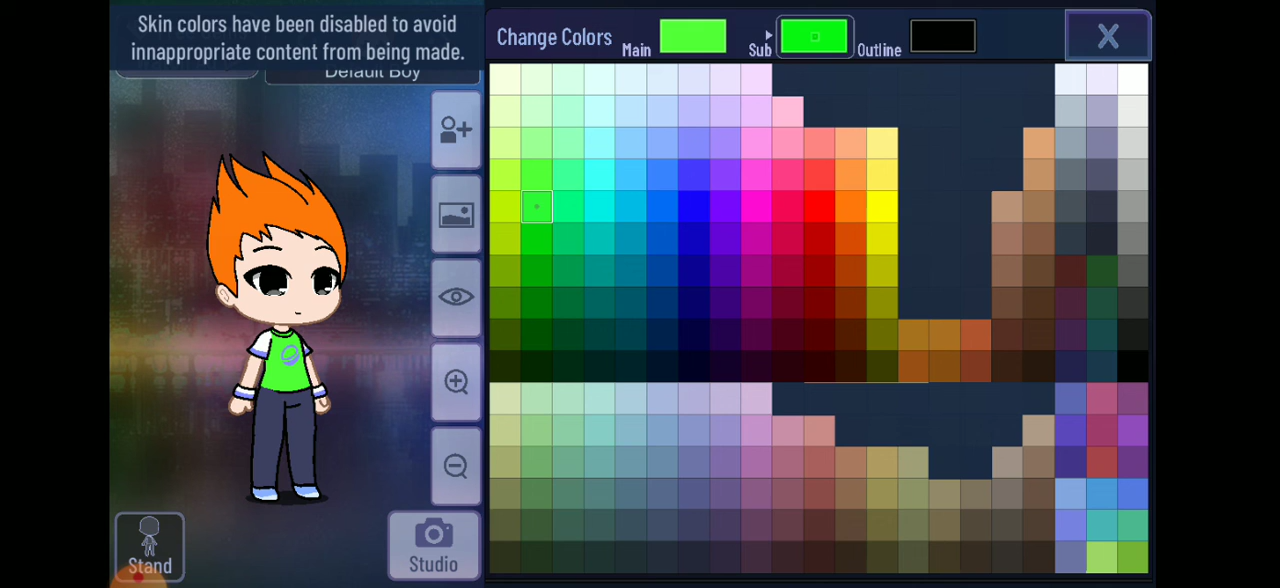 Skin colors have been disabled to avoid
innappropriate content from being made.
Default Boy
Change Colors
Main
Sub
Outline
X
Stand
Studio